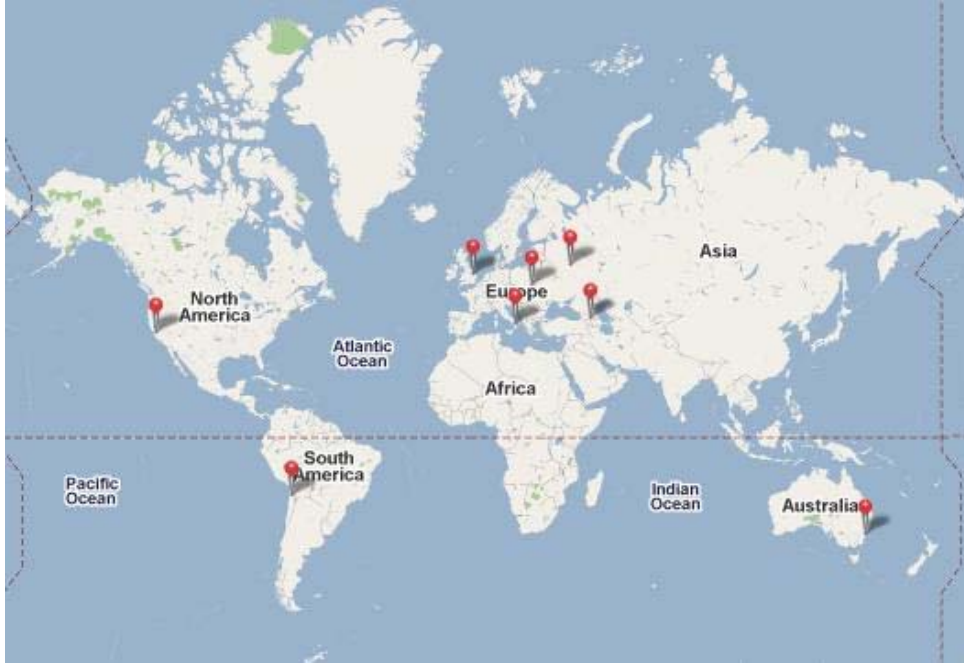 Asia
Europe
North
America
Atlantic
Ocean
Africa
South
America
Pacific
Ocean
Indian
Ocean
Australia